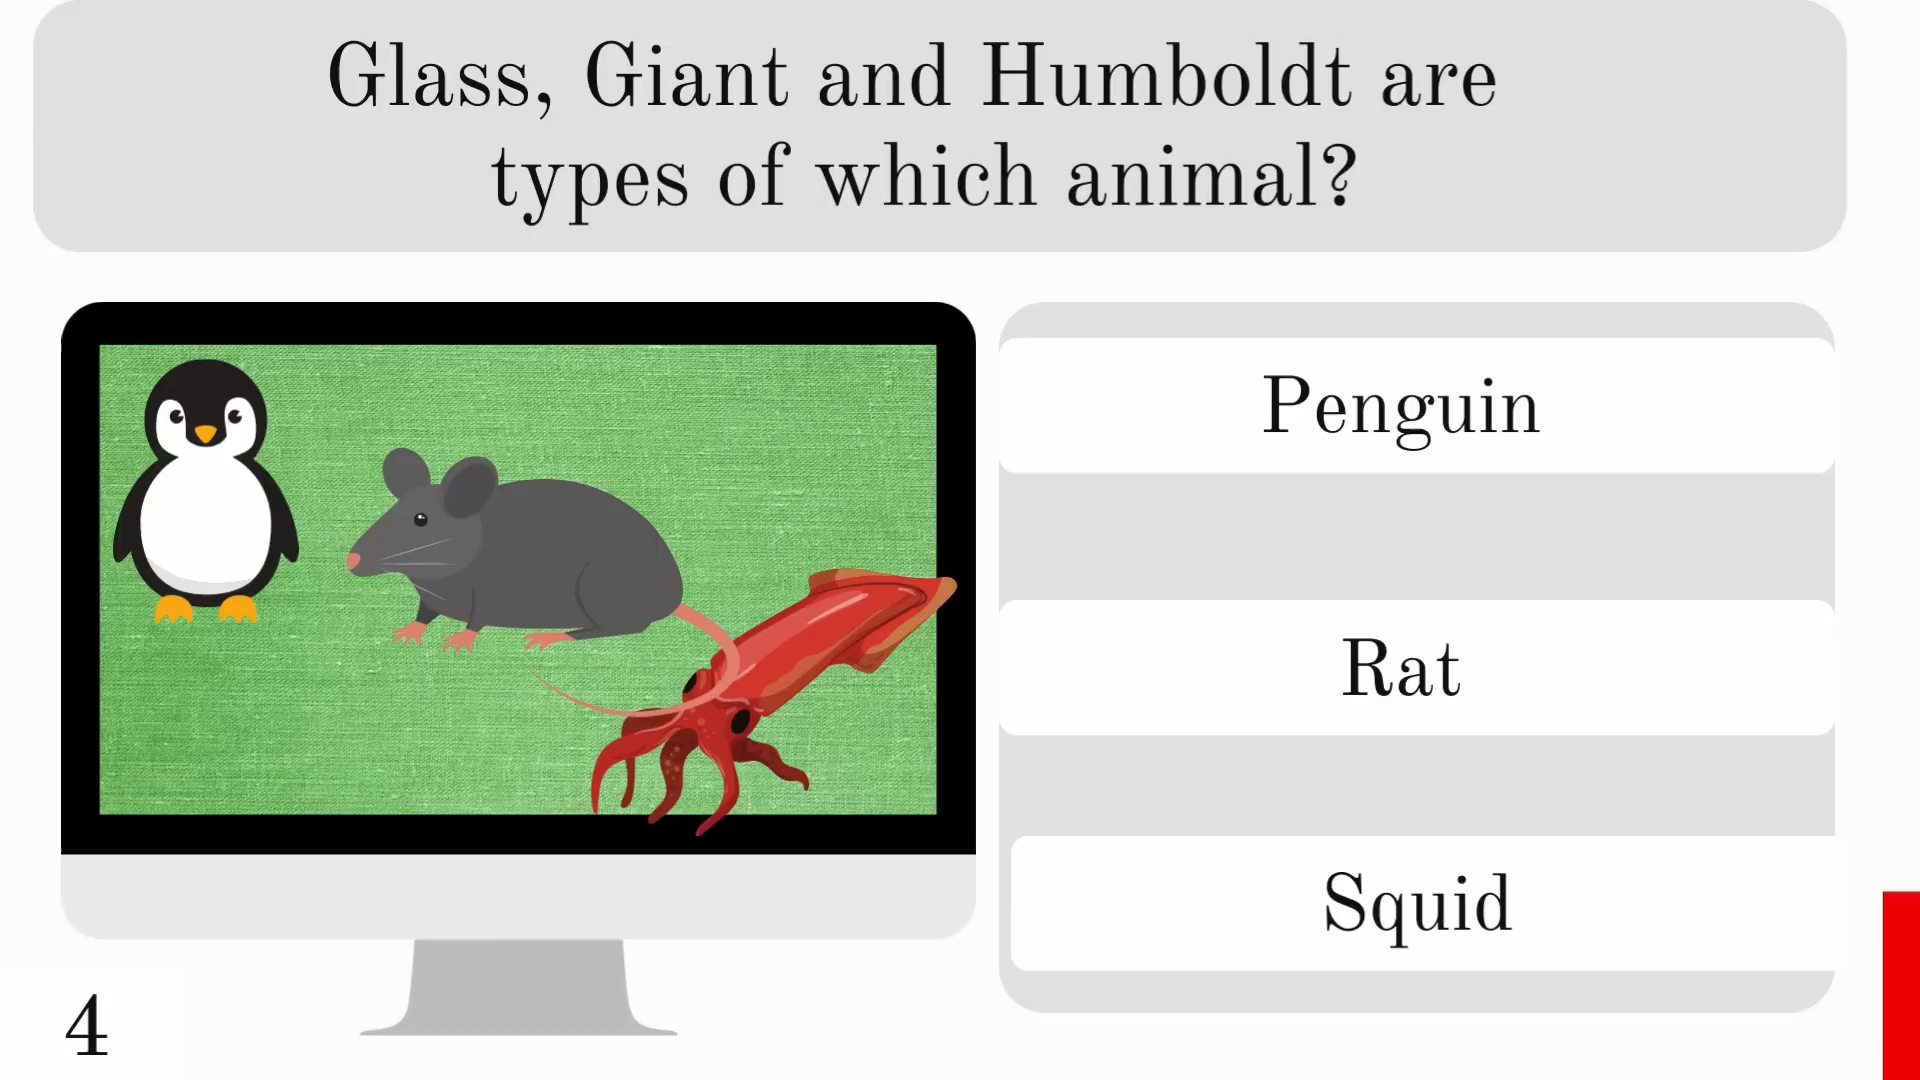 Glass, Giant and Humboldt are
types of which animal?
Penguin
Rat
Squid
4